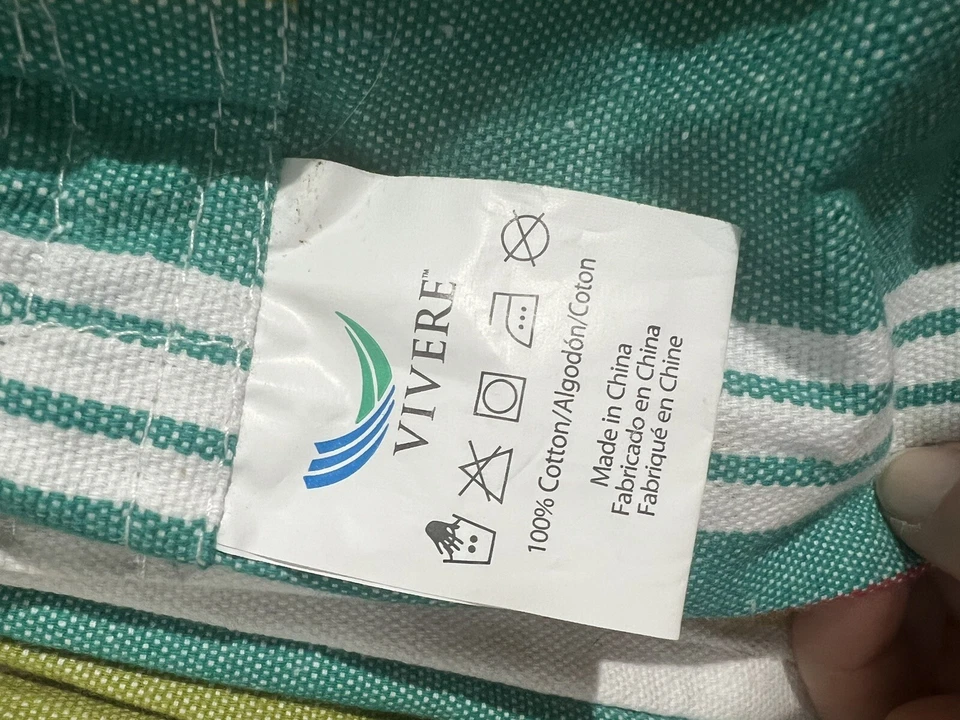 VIVERE™
100% Cotton/Algodón/Coton
Made in China
Fabricado en China
Fabriqué en Chine